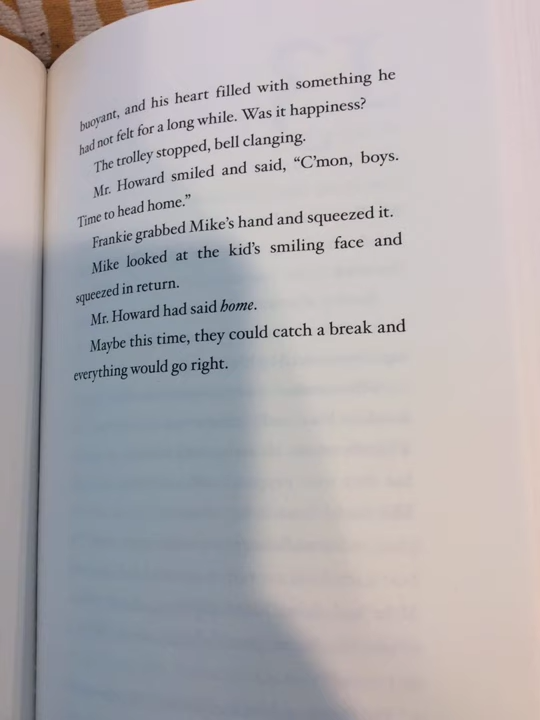 buoyant, and his heart filled with something he
had not felt for a long while. Was it happiness?
The trolley stopped, bell clanging.
Mr. Howard smiled and said, “C’mon, boys.
Time to head home.”
Frankie grabbed Mike’s hand and squeezed it.
Mike looked at the kid’s smiling face and
squeezed in return.
Mr. Howard had said home.
Maybe this time, they could catch a break and
everything would go right.